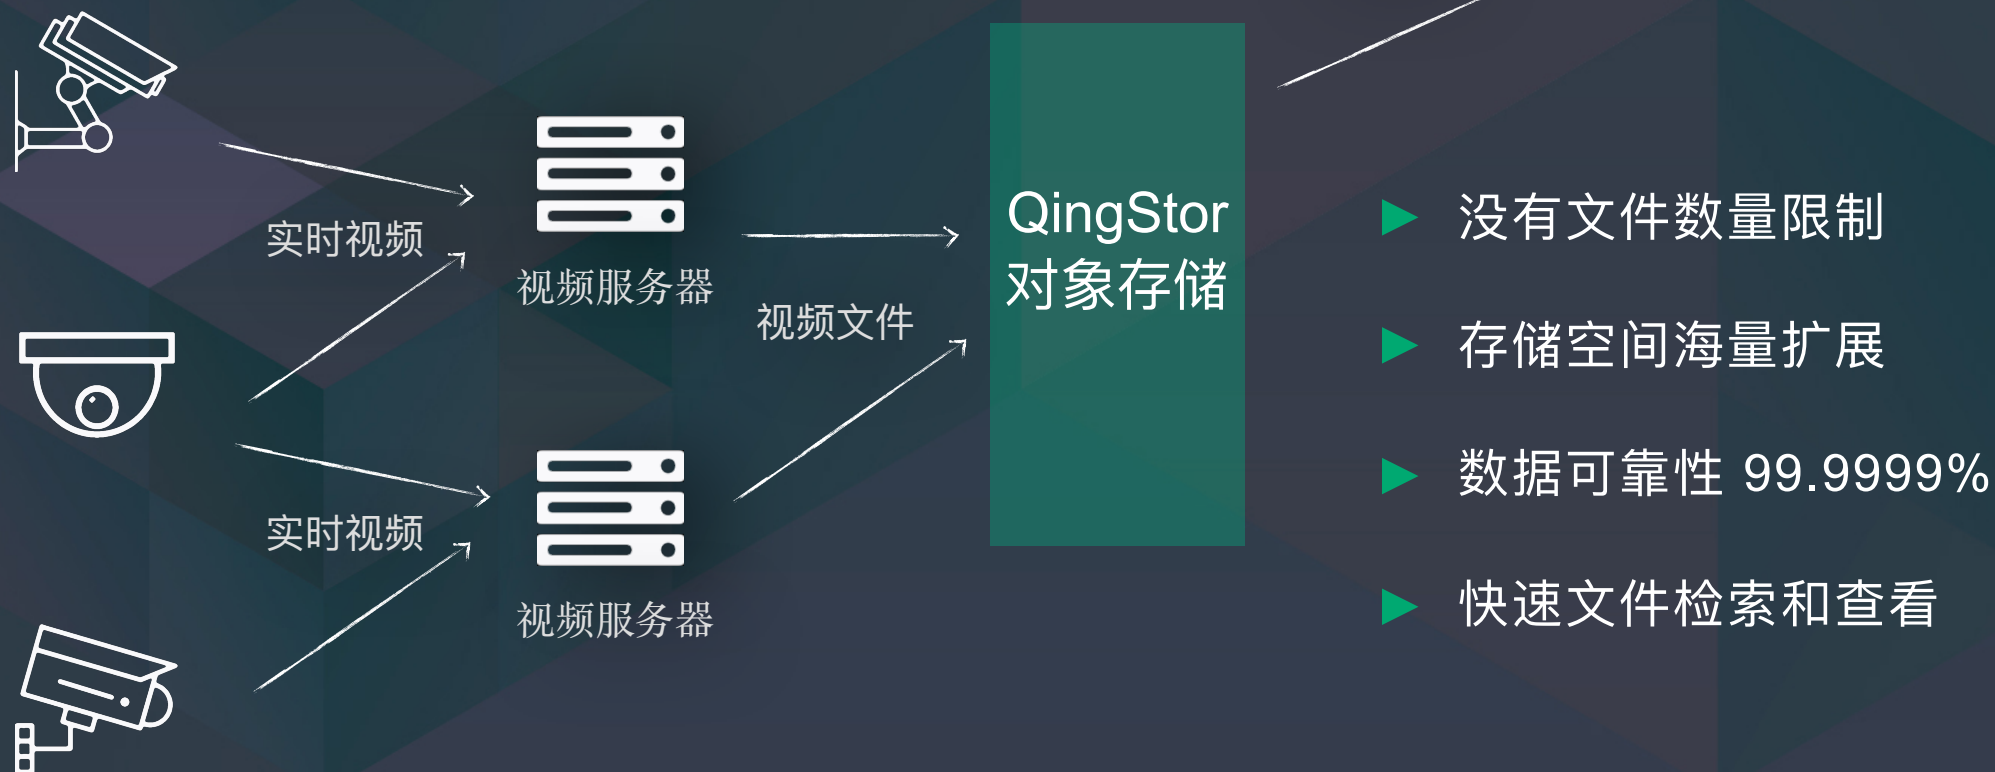 实时视频
视频服务器
视频文件
实时视频
视频服务器
QingStor
对象存储
没有文件数量限制
存储空间海量扩展
数据可靠性 99.9999%
快速文件检索和查看